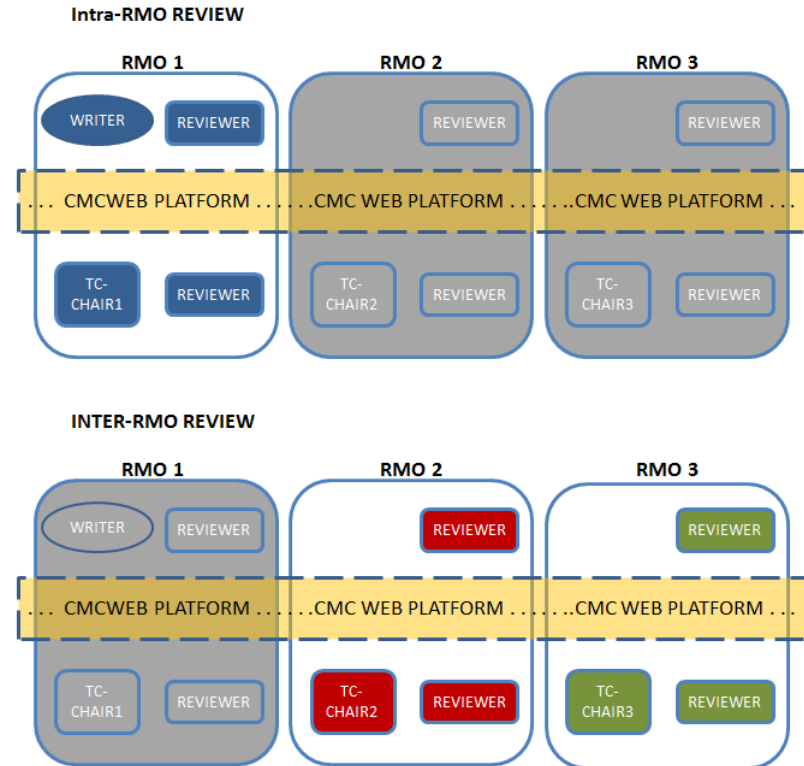 Intra-RMO REVIEW
RMO 1
RMO 2
RMO 3
WRITER
REVIEWER
REVIEWER
REVIEWER
. . . CMCWEB PLATFORM . . . . . .CMC WEB PLATFORM . . . . . ..CMC WEB PLATFORM . . .
TC-
CHAIR1
REVIEWER
TC-
CHAIR2
REVIEWER
TC-
CHAIR3
REVIEWER
INTER-RMO REVIEW
RMO 1
RMO 2
RMO 3
WRITER
REVIEWER
REVIEWER
REVIEWER
. . . CMCWEB PLATFORM . . . . . .CMC WEB PLATFORM . . . . . ..CMC WEB PLATFORM . . .
TC-
CHAIR1
REVIEWER
TC-
CHAIR2
REVIEWER
TC-
CHAIR3
REVIEWER